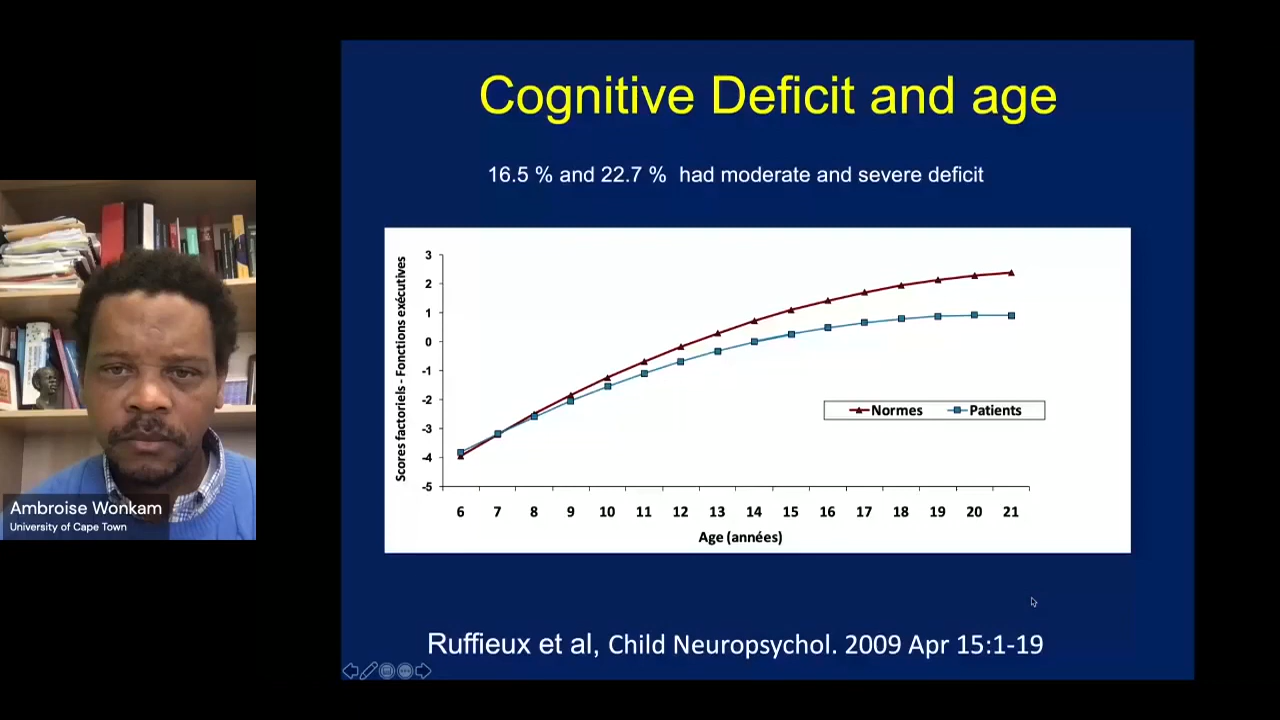 Cognitive Deficit and age
16.5 % and 22.7 % had moderate and severe deficit
Scores factoriels - Fonctions exécutives
3
2
1
0
-1
-2
-3
-4
-5
Normes Patients
6 7 8 9 10 11 12 13 14 15 16 17 18 19 20 21
Age (années)
Ruffieux et al, Child Neuropsychol. 2009 Apr 15:1-19
Ambroise Wonkam
University of Cape Town